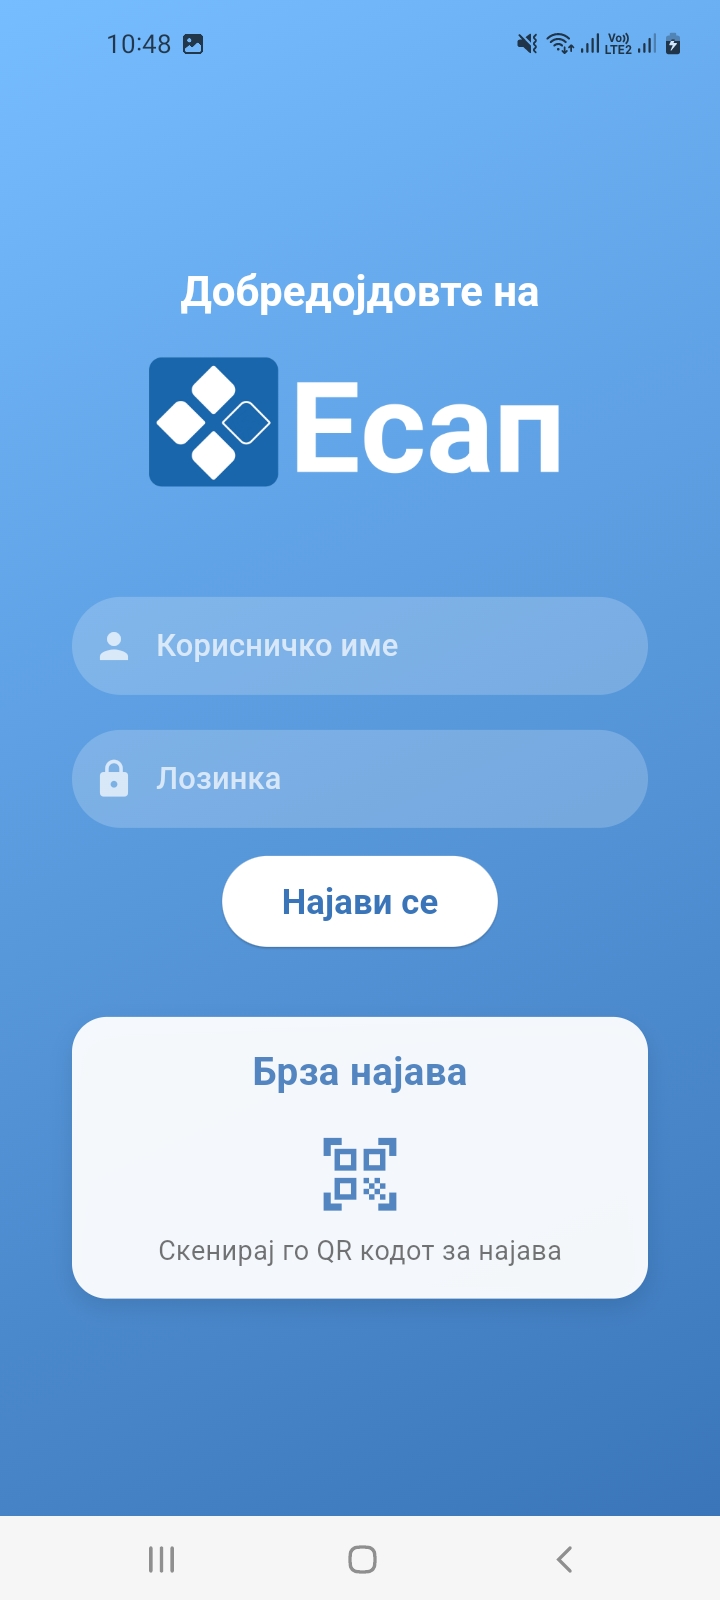 10:48
Vo)) LTE2
Добредојдовте на
Есап
Корисничко име
Лозинка
Најави се
Брза најава
Скенирај го QR кодот за најава